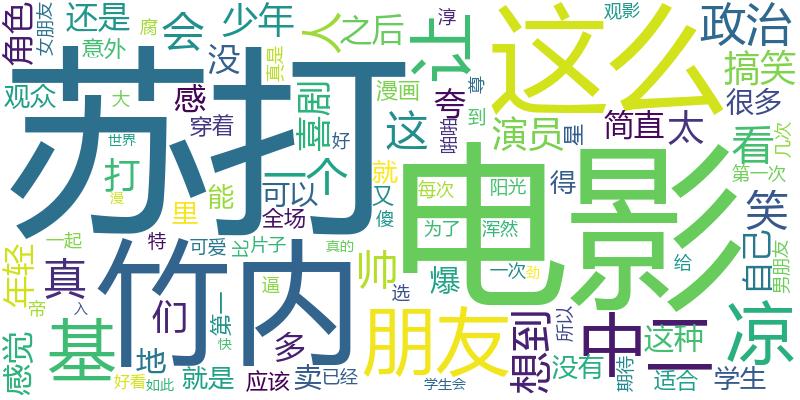 角色
女朋友
还是
意外
腐
会
少年
人
之后
上
这么
观影
政治
观众
没
大
感
真是
喜剧
漫画
淳
夸
尊
搞笑
苏打
穿着
好
这
啪啪
到
演员
星
简直
太
很多
世界
打
漫
里
能
一个
可以
就
又
傻
每次
得
阳光
看
几次
第一次
全场
电影
为了
浑然
笑
年轻
一起
特
可爱
比
片子
真的
帅
爆
一次
劲
给
自己
男朋友
真
帝
入
竹内
们
第一
快
逼
选
朋友
想到
所以
中二
凉
感觉
基
好看
如此
地
就是
多
应该
卖
已经
学生会
没有
期待
这种
适合
学生